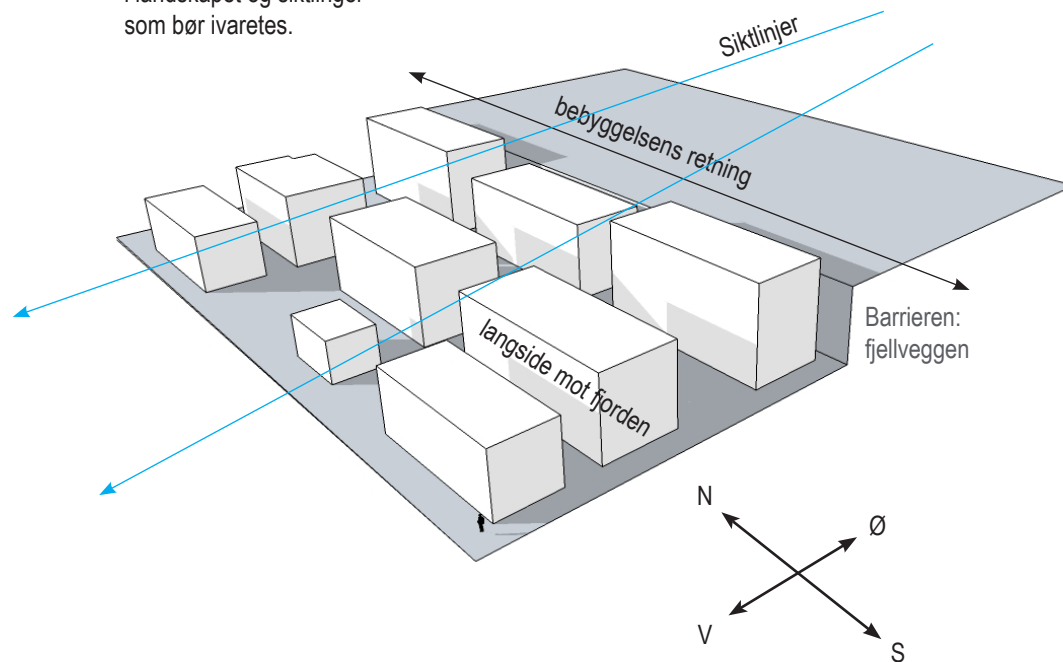 som bør ivaretes.
Siktlinjer
bebyggelsens retning
Barrieren:
fjellveggen
langside mot fjorden
N
Ø
V
S